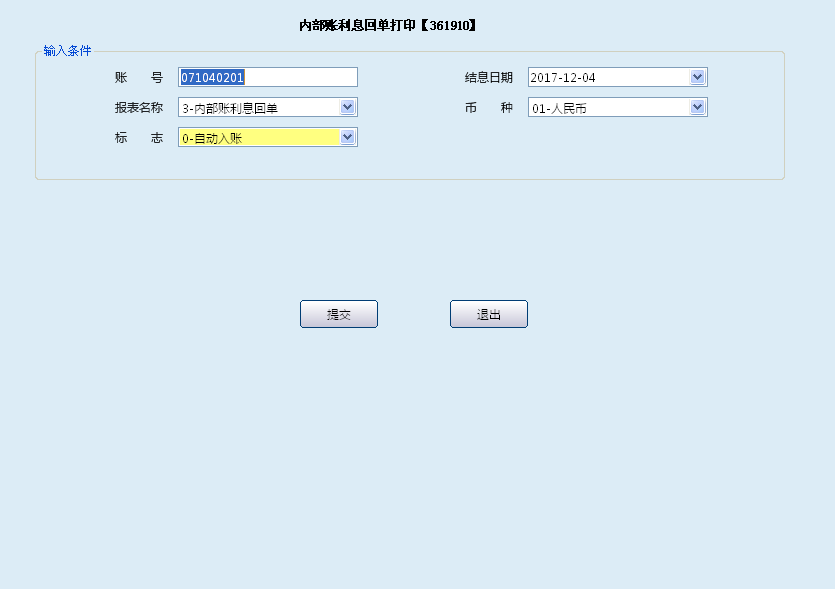 内部账利息回单打印【361910】
输入条件
账 号 071040201 结息日期 2017-12-04
报表名称 3-内部账利息回单 币 种 01-人民币
标 志 0-自动入账
提交 退出